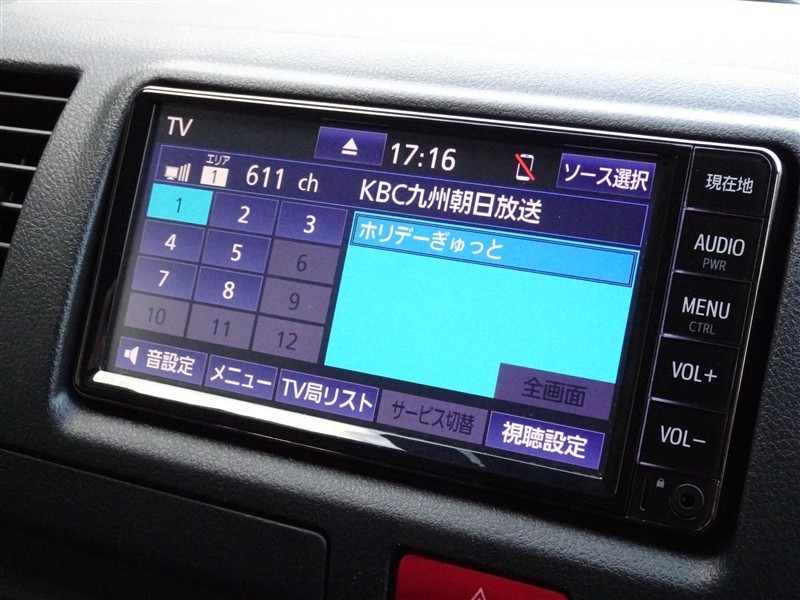 TV
17:16
ソース選択
エリア
1
611 ch
KBC九州朝日放送
1 2 3
4 5 6
7 8 9
10 11 12
ホリデーぎゅっと
全画面
音設定
メニュー
TV局リスト
サービス切替
視聴設定
現在地
AUDIO
PWR
MENU
CTRL
VOL+
VOL-